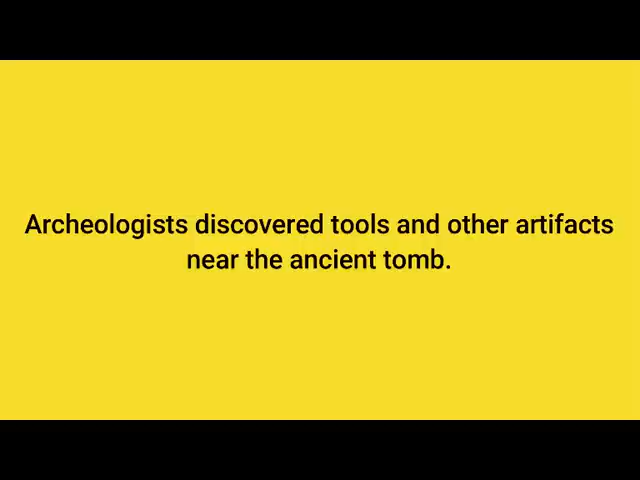 Archeologists discovered tools and other artifacts
near the ancient tomb.